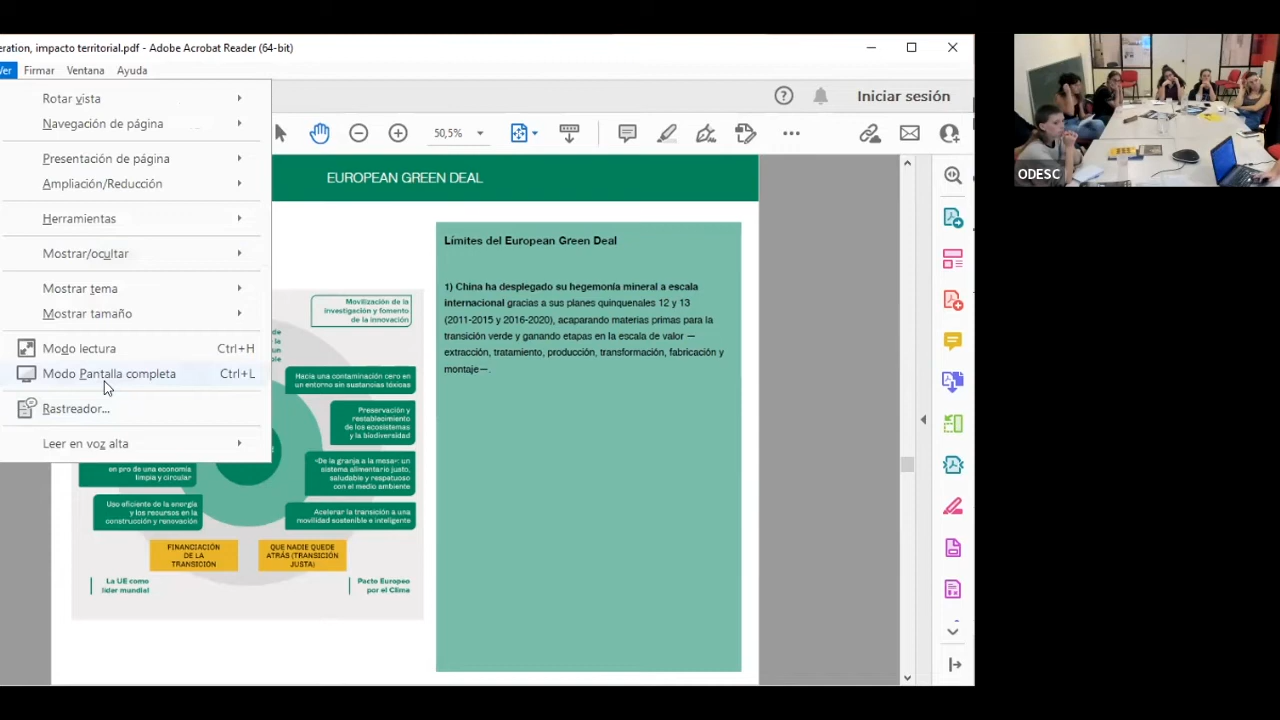 eration, impacto territorial.pdf - Adobe Acrobat Reader (64-bit)
Ver Firmar Ventana Ayuda
Rotar vista
Navegación de página
Presentación de página
Ampliación/Reducción
Herramientas
Mostrar/ocultar
Mostrar tema
Mostrar tamaño
Modo lectura Ctrl+H
Modo Pantalla completa Ctrl+L
Rastreador...
Leer en voz alta
Iniciar sesión
50,5%
EUROPEAN GREEN DEAL
Movilización de la
investigación y fomento
de la innovación
Hacia una contaminación cero en
un entorno sin sustancias tóxicas
Preservación y
restablecimiento
de los ecosistemas
y la biodiversidad
«De la granja a la mesa»: un
sistema alimentario justo,
saludable y respatuoso
con el medio ambiente
en pro de una economía
limpia y circular
Uso eficiente de la energía
y los recursos en la
construcción y renovación
Acelerar la transición a una
movilidad sostenible e inteligente
FINANCIACIÓN
DE LA
TRANSICIÓN
QUE NADIE QUEDE
ATRÁS (TRANSICIÓN
JUSTA)
La UE como
líder mundial
Pacto Europeo
por el Clima
Límites del European Green Deal
1) China ha desplegado su hegemonía mineral a escala
internacional gracias a sus planes quinquenales 12 y 13
(2011-2015 y 2016-2020), acaparando materias primas para la
transición verde y ganando etapas en la escala de valor —
extracción, tratamiento, producción, transformación, fabricación y
montaje—.
ODESC